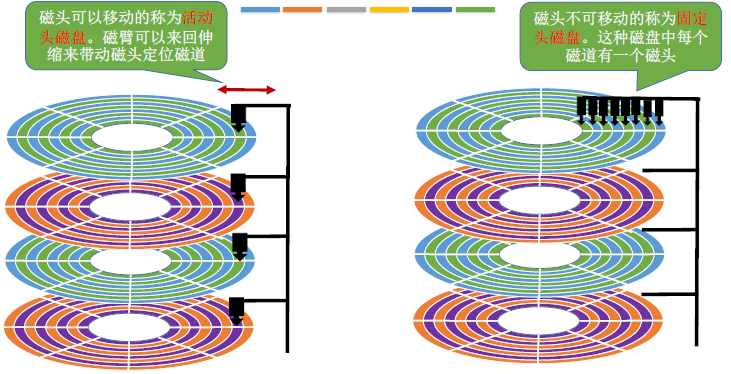 磁头可以移动的称为活动
头磁盘。磁臂可以来回伸
缩来带动磁头定位磁道
磁头不可移动的称为固定
头磁盘。这种磁盘中每个
磁道有一个磁头